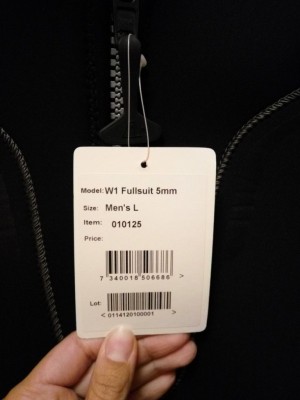 Model: W1 Fullsuit 5mm
Size: Men's L
Item: 010125
Price:
7 340018 506686 >
Lot:
< 0114120100001 >